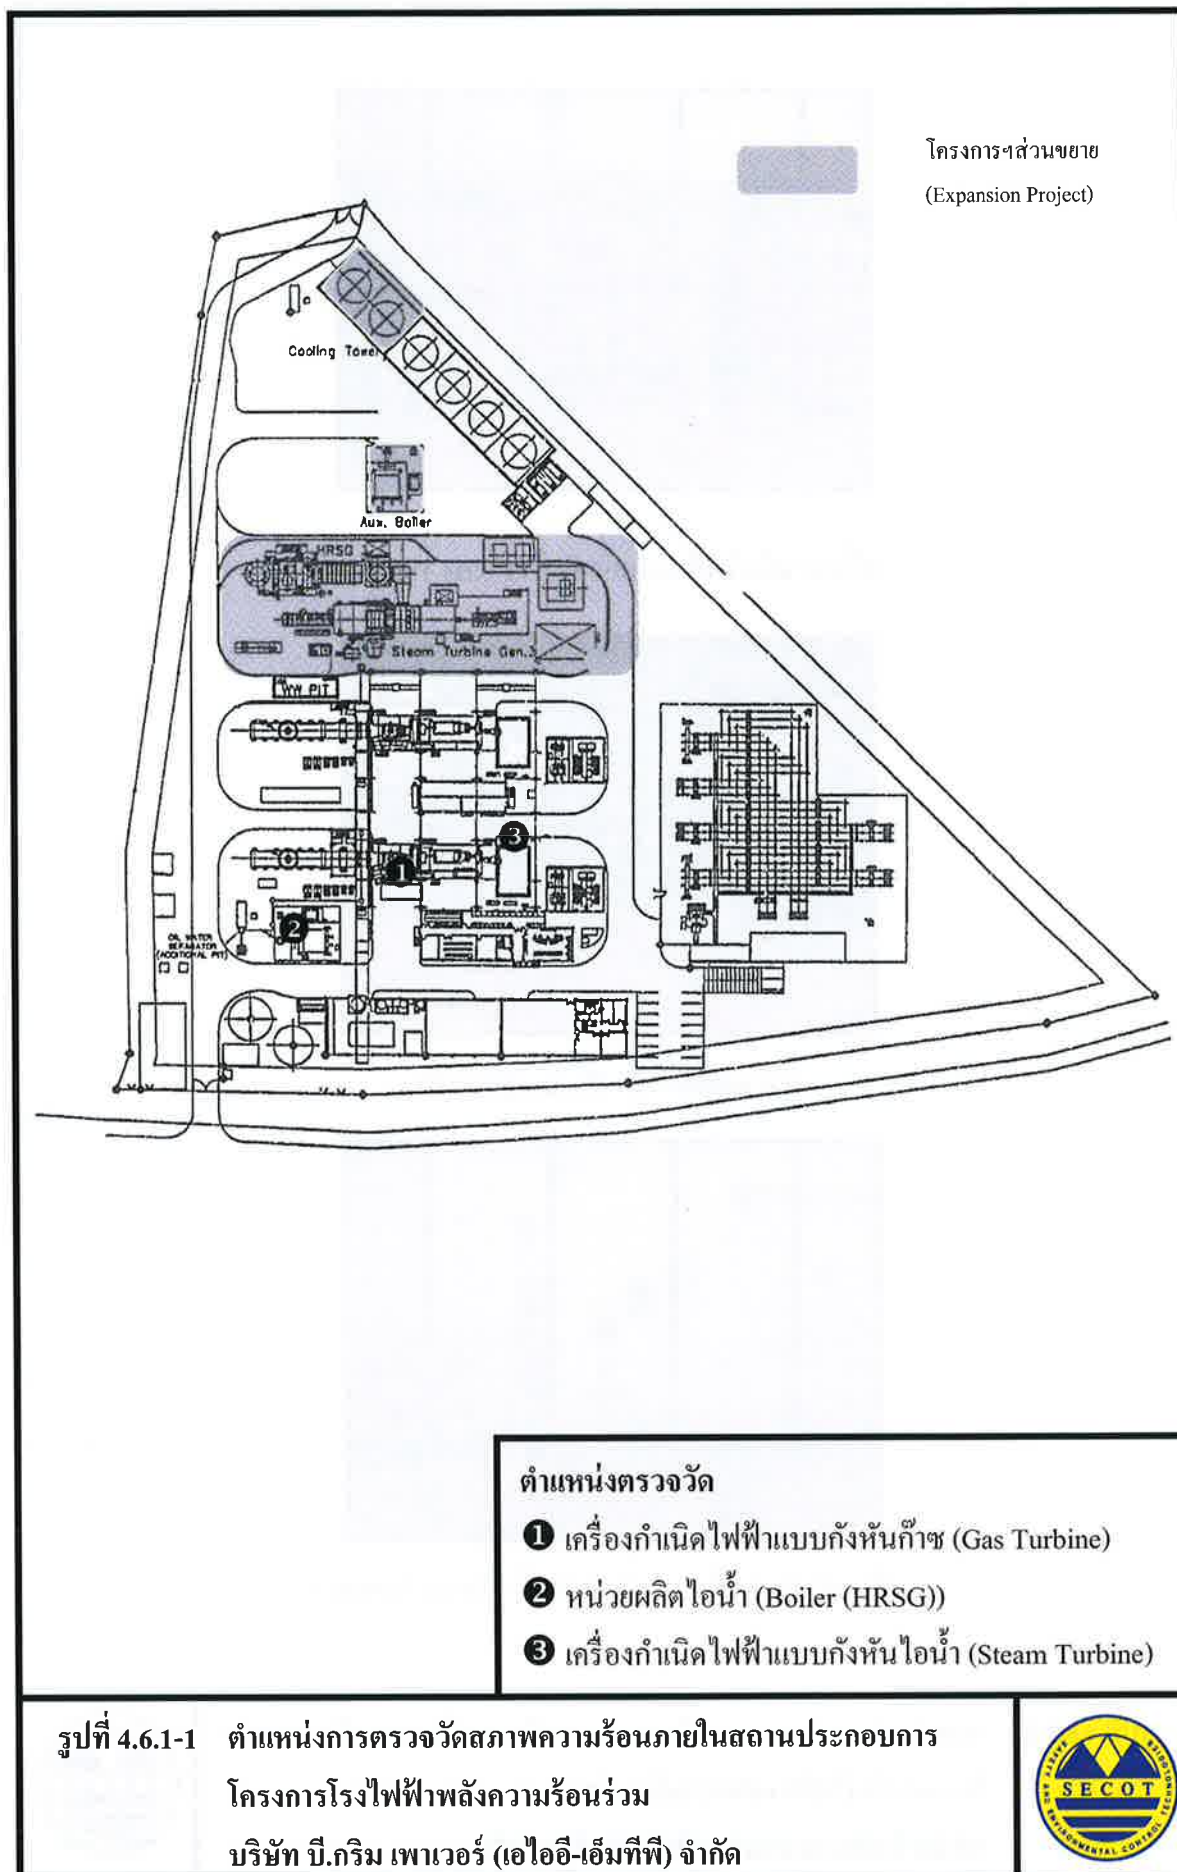 โครงการฯส่วนขยาย
(Expansion Project)
Cooling Tower
Aux. Boiler
HRSG
Steam Turbine Gen.
WW PIT
3
1
2
OIL WATER
SEPARATOR
(ADDITIONAL PIT)
ตำแหน่งตรวจวัด
1 เครื่องกำเนิดไฟฟ้าแบบกังหันก๊าซ (Gas Turbine)
2 หน่วยผลิตไอน้ำ (Boiler (HRSG))
3 เครื่องกำเนิดไฟฟ้าแบบกังหันไอน้ำ (Steam Turbine)
รูปที่ 4.6.1-1 ตำแหน่งการตรวจวัดสภาพความร้อนภายในสถานประกอบการ
โครงการโรงไฟฟ้าพลังความร้อนร่วม
บริษัท บี.กริม เพาเวอร์ (เอไออี-เอ็มทีพี) จำกัด
SECOT
SAFETY AND ENVIRONMENTAL CONTROL TECHNOLOGIES